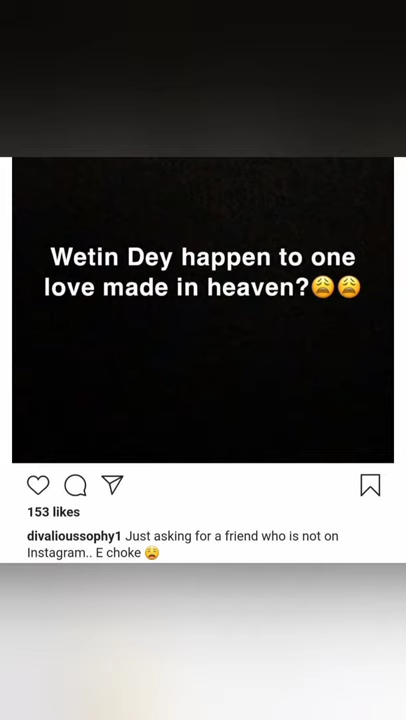 Wetin Dey happen to one
love made in heaven?😩😩
153 likes
divalioussophy1 Just asking for a friend who is not on
Instagram.. E choke 😩